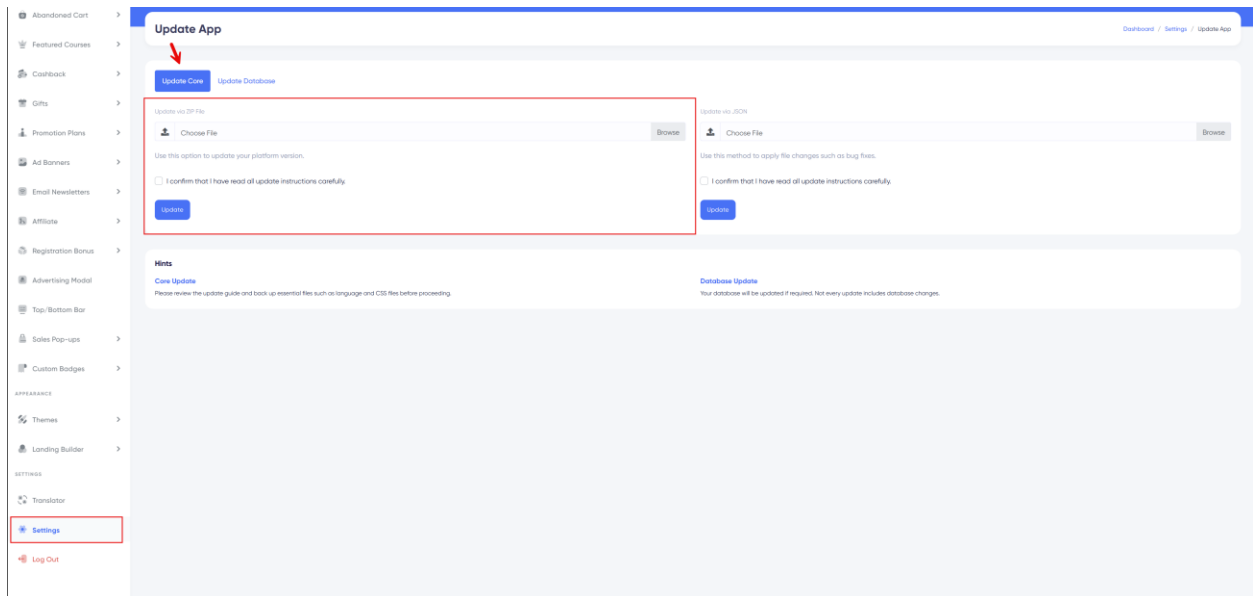 Abandoned Cart
Featured Courses
Cashback
Gifts
Promotion Plans
Ad Banners
Email Newsletters
Affiliate
Registration Bonus
Advertising Modal
Top/Bottom Bar
Sales Pop-ups
Custom Badges
APPEARANCE
Themes
Landing Builder
SETTINGS
Translator
Settings
Log Out
Update App
Dashboard / Settings / Update App
Update Core
Update Database
Update via ZIP File
Choose File
Browse
Use this option to update your platform version.
I confirm that I have read all update instructions carefully.
Update
Update via JSON
Choose File
Browse
Use this method to apply file changes such as bug fixes.
I confirm that I have read all update instructions carefully.
Update
Hints
Core Update
Please review the update guide and back up essential files such as language and CSS files before proceeding.
Database Update
Your database will be updated if required. Not every update includes database changes.